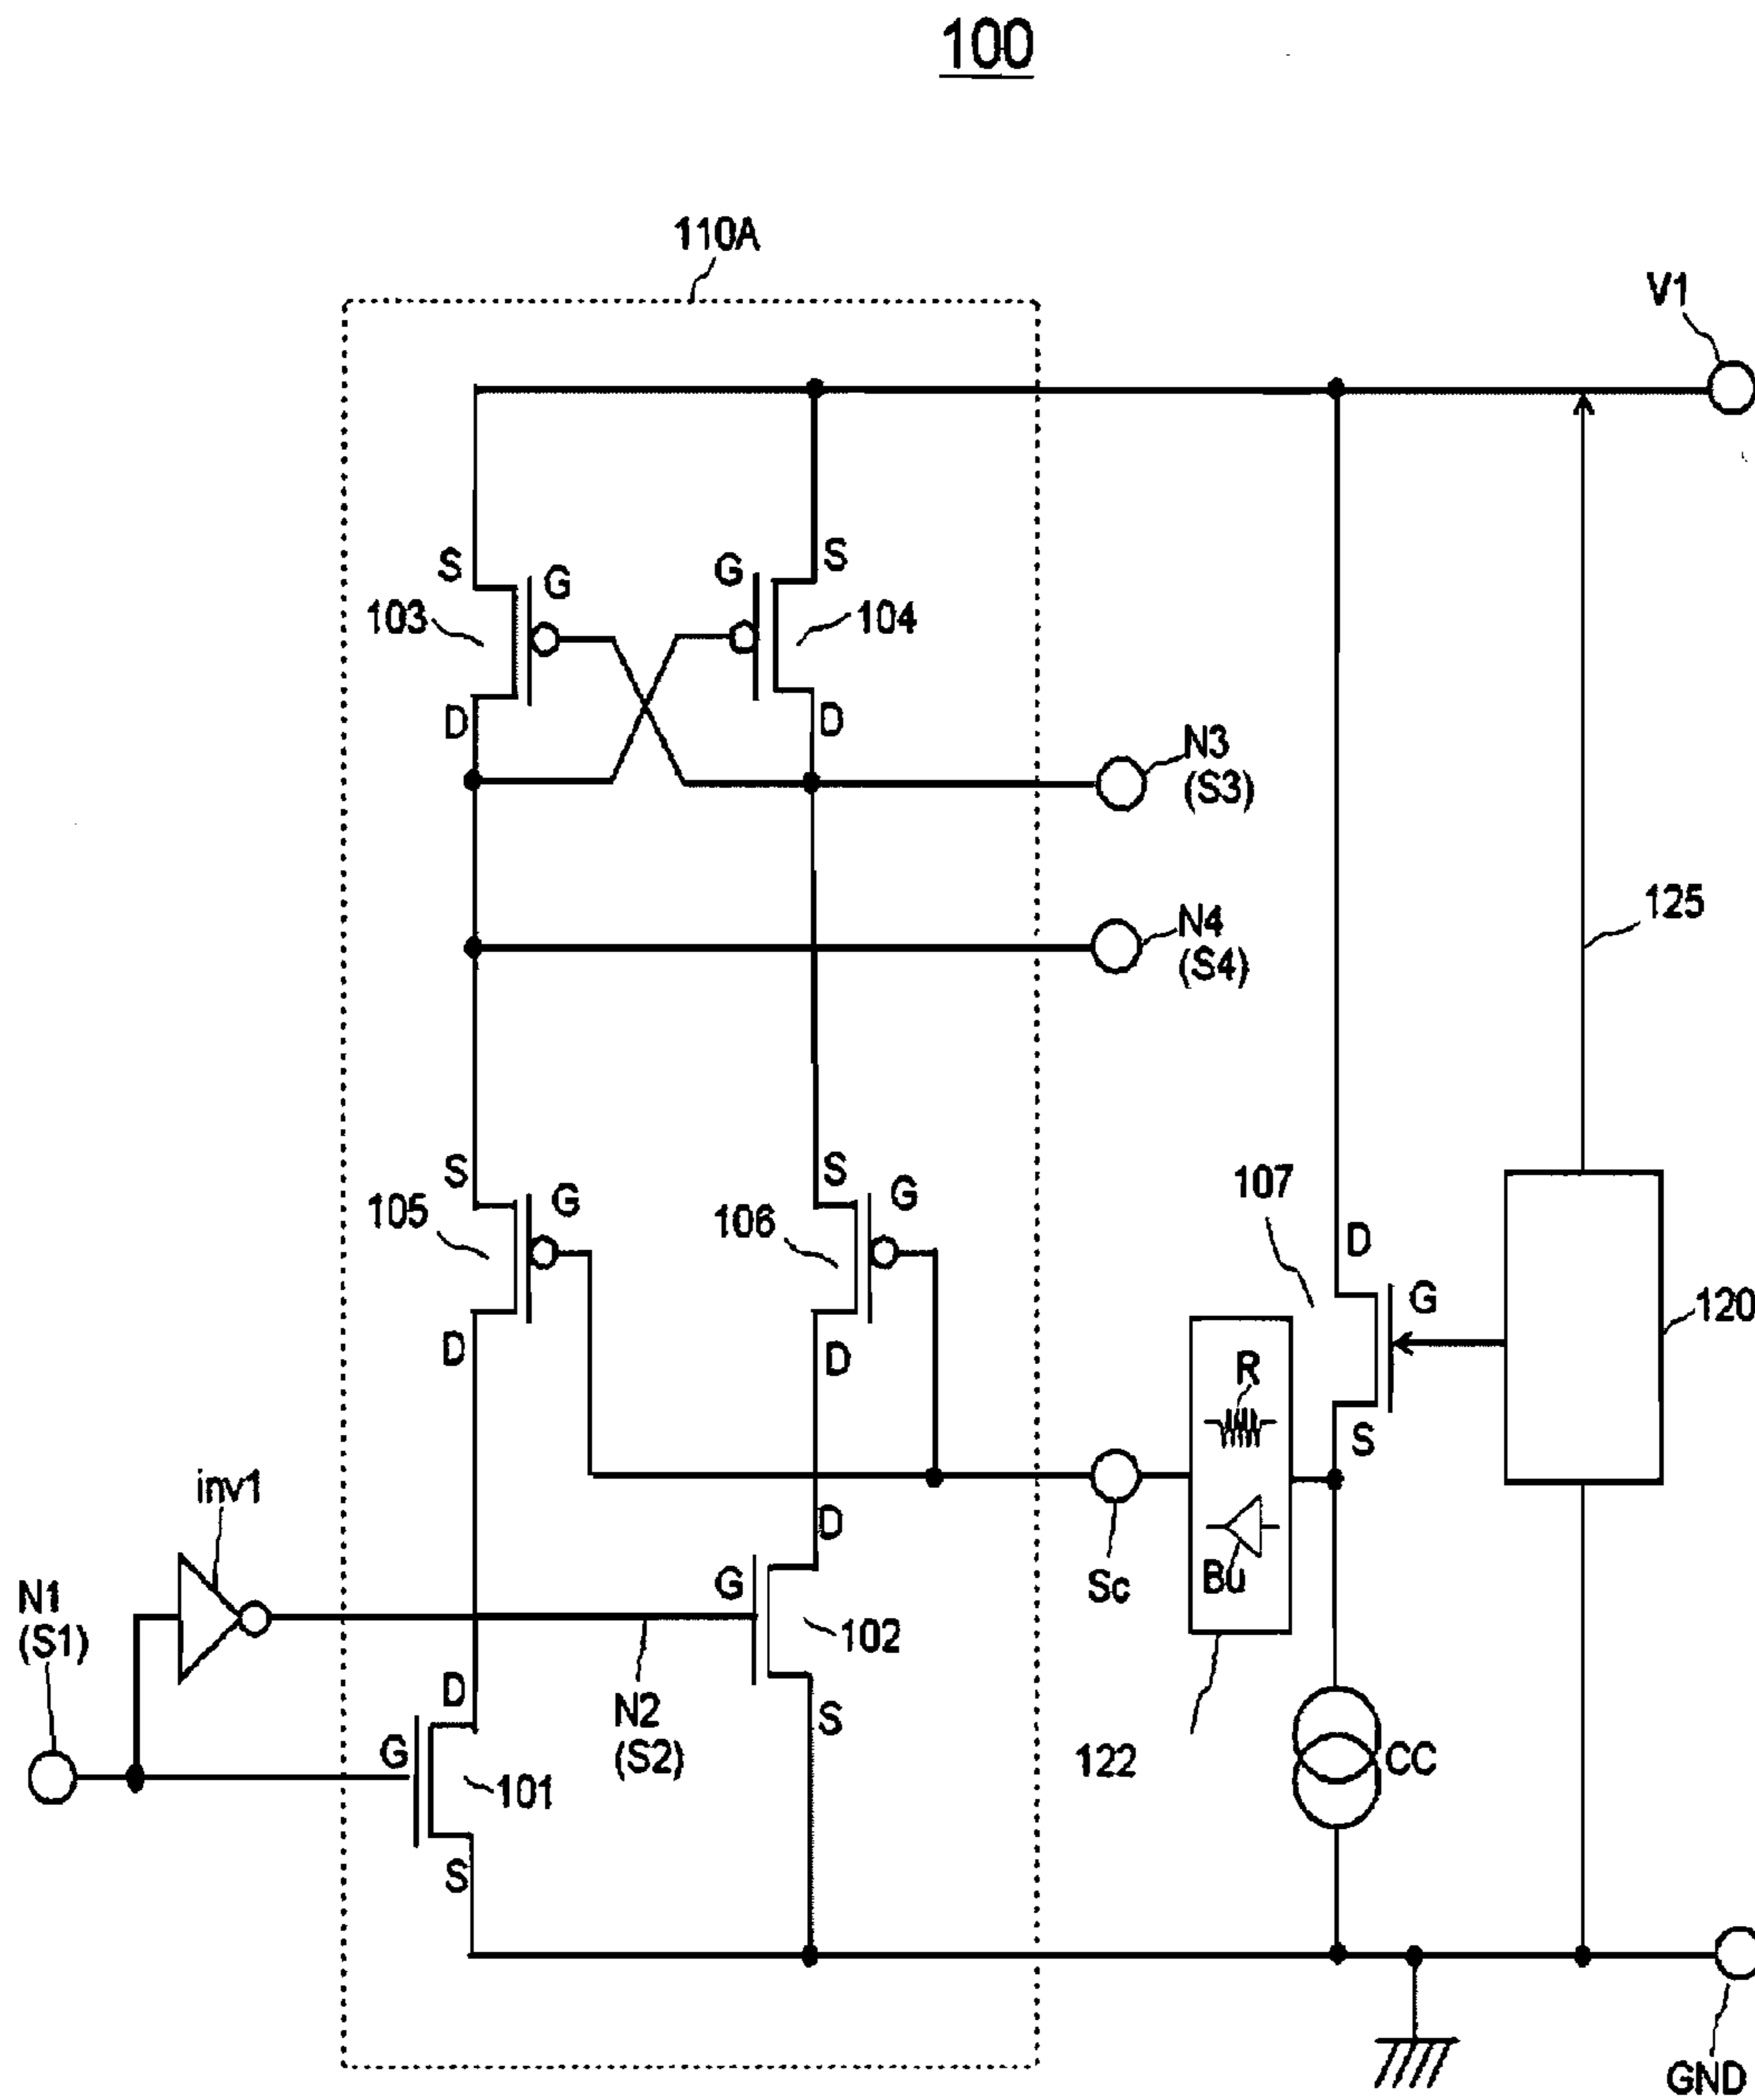 100
110A
V1
S
G
G
S
103
104
D
D
N3
(S3)
N4
(S4)
125
S
G
S
G
105
106
107
D
G
120
D
D
R
S
inv1
D
Sc
Bu
N1
(S1)
G
102
D
N2
(S2)
S
G
101
122
CC
S
GND